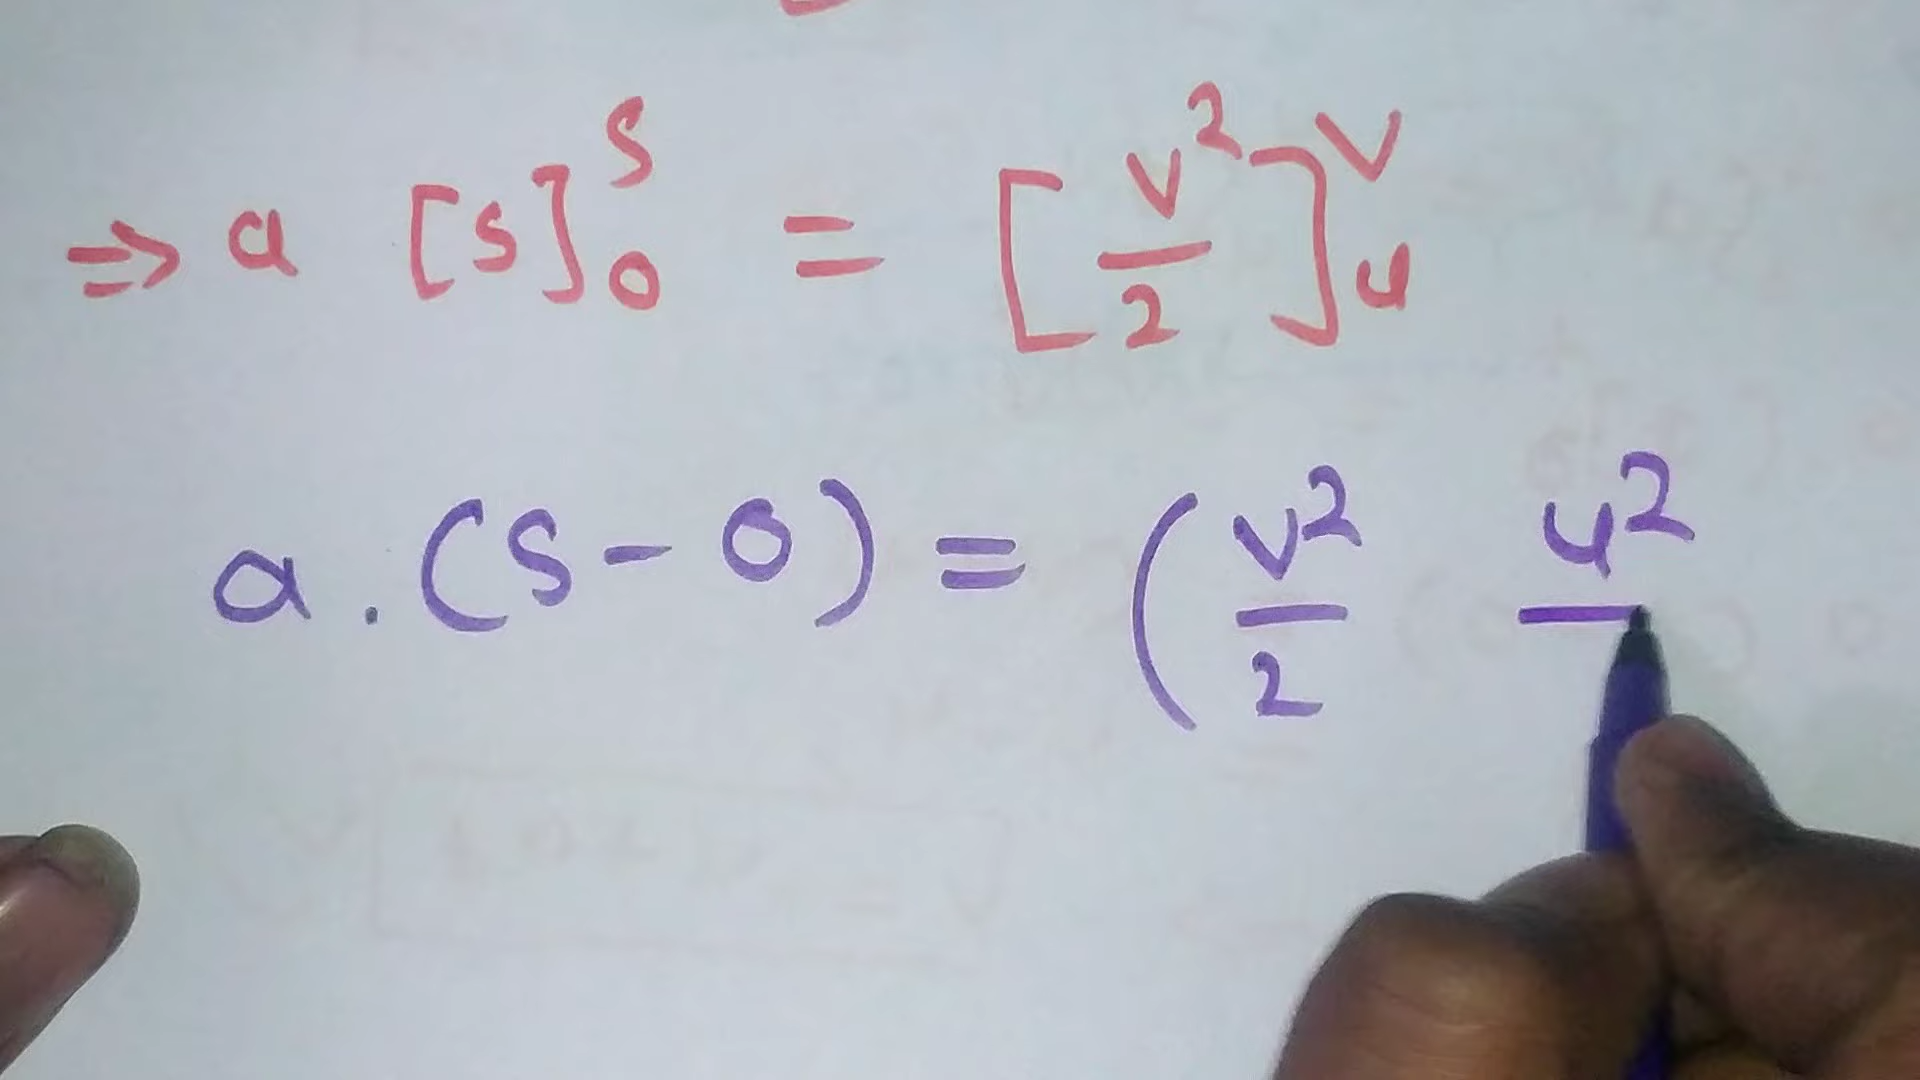 ⇒ a [s]₀ˢ = [v²/2]ᵤⱽ
a . (s - 0) = (v²/2 u²/